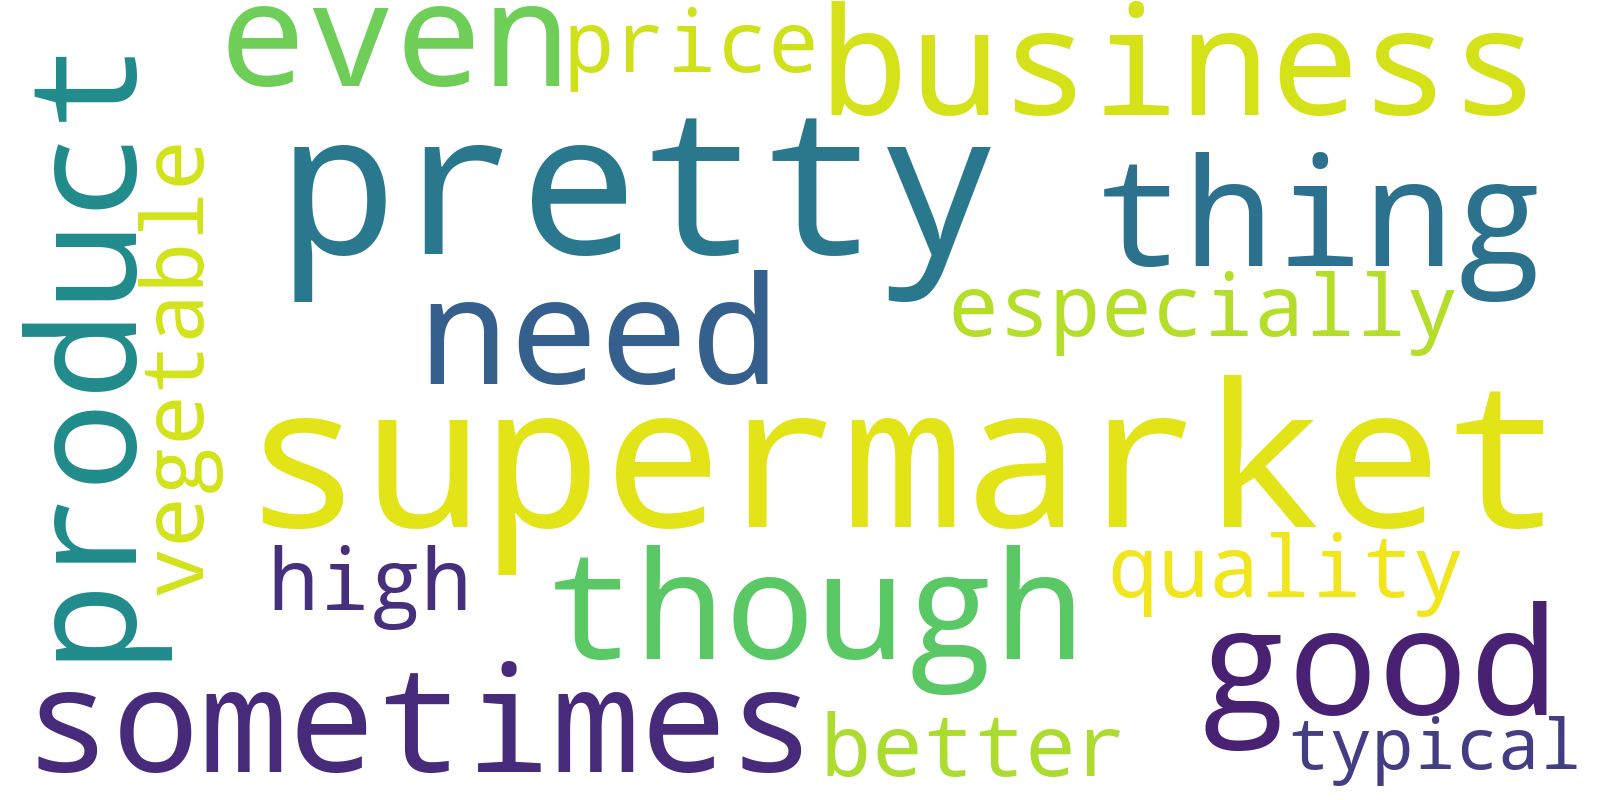 even
price
business
product
vegetable
pretty
thing
need
especially
supermarket
high
though
quality
good
sometimes
better
typical